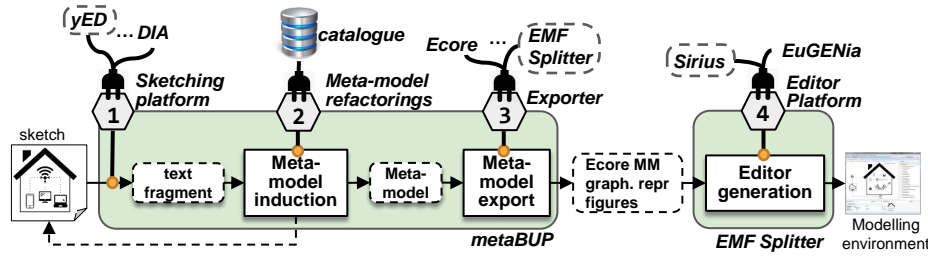 yED
... DIA
catalogue
Ecore ...
EMF
Splitter
Sirius
EuGENia
Sketching
platform
Meta-model
refactorings
Exporter
Editor
Platform
1
2
3
4
sketch
text
fragment
Meta-
model
induction
Meta-
model
Meta-
model
export
Ecore MM
graph. repr
figures
Editor
generation
metaBUP
EMF Splitter
Modelling
environment